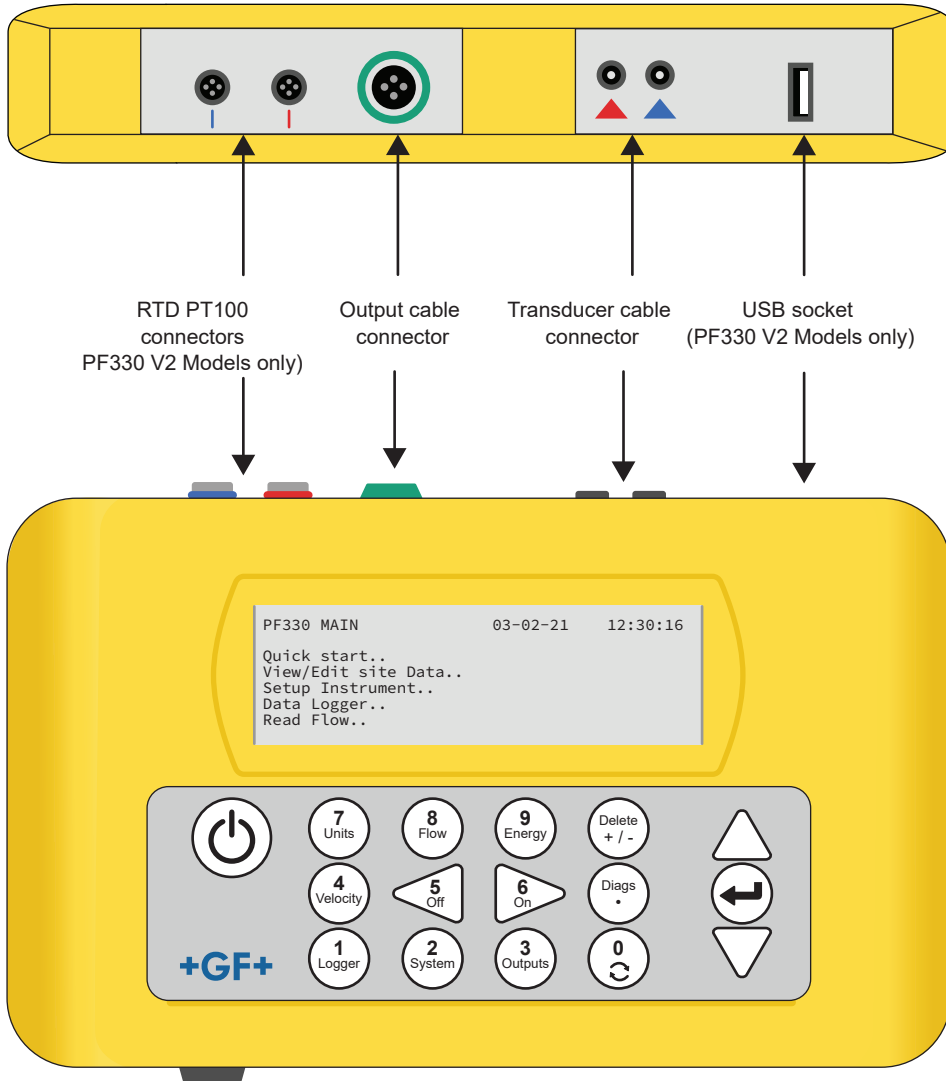 RTD PT100
connectors
PF330 V2 Models only)
Output cable
connector
Transducer cable
connector
USB socket
(PF330 V2 Models only)
PF330 MAIN 03-02-21 12:30:16
Quick start..
View/Edit site Data..
Setup Instrument..
Data Logger..
Read Flow..
7
Units
8
Flow
9
Energy
Delete
+ / -
4
Velocity
5
Off
6
On
Diags
.
1
Logger
2
System
3
Outputs
0
+GF+